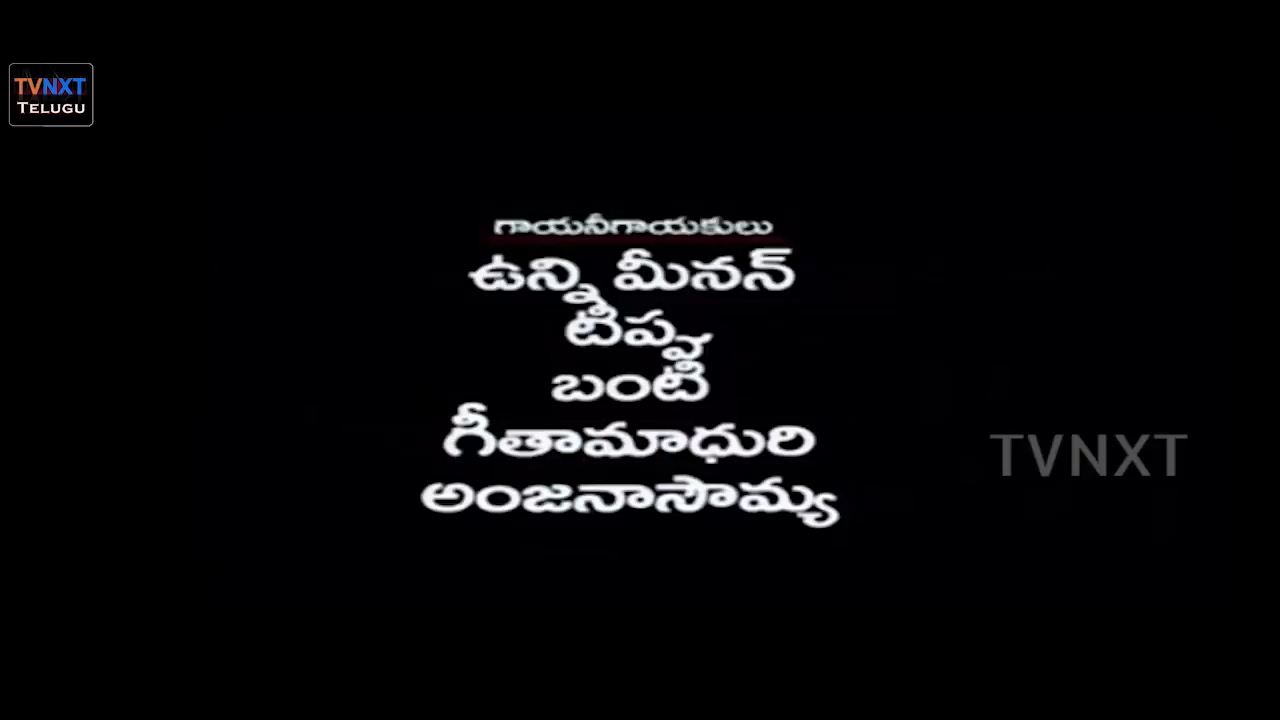 TVNXT
TELUGU
గాయనీగాయకులు
ఉన్ని మీనన్
టిప్పు
బంటి
గీతామాధురి
అంజనాసౌమ్య
TVNXT